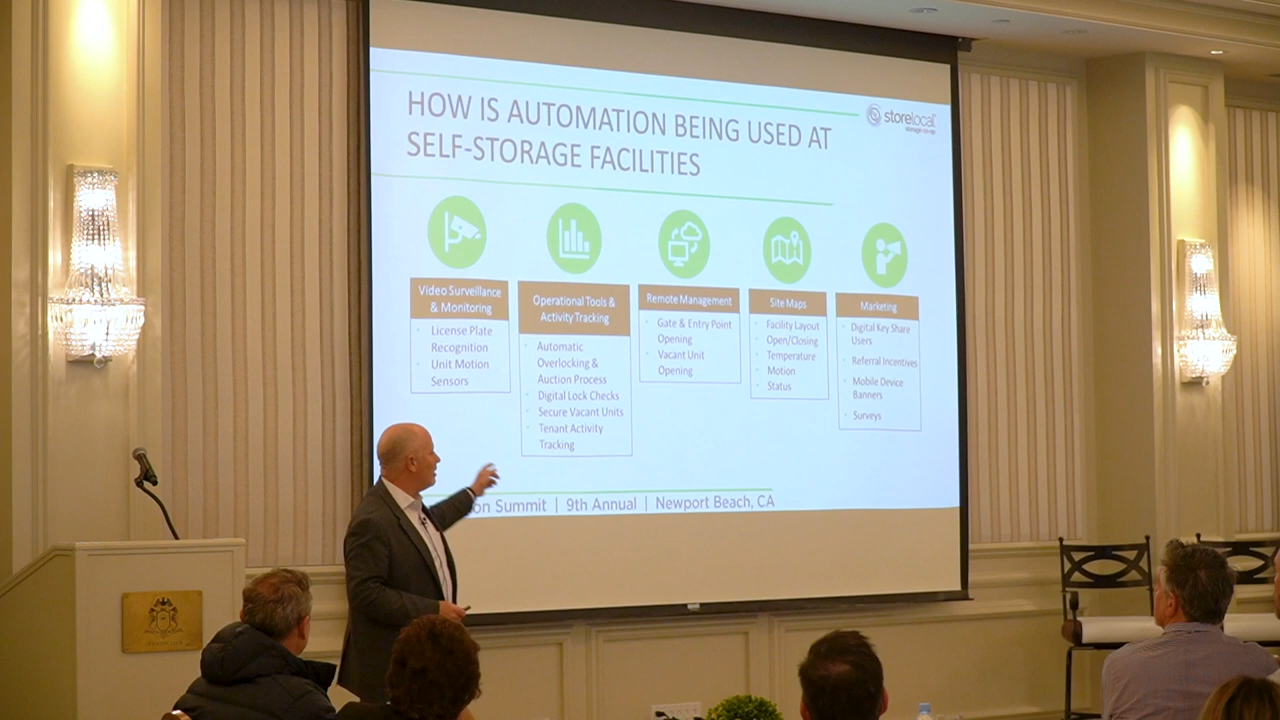 HOW IS AUTOMATION BEING USED AT
SELF-STORAGE FACILITIES
storelocal
storage co-op
Video Surveillance
& Monitoring
License Plate
Recognition
Unit Motion
Sensors
Operational Tools &
Activity Tracking
Automatic
Overlocking &
Auction Process
Digital Lock Checks
Secure Vacant Units
Tenant Activity
Tracking
Remote Management
Gate & Entry Point
Opening
Vacant Unit
Opening
Site Maps
Facility Layout
Open/Closing
Temperature
Motion
Status
Marketing
Digital Key Share
Users
Referral Incentives
Mobile Device
Banners
Surveys
on Summit | 9th Annual | Newport Beach, CA